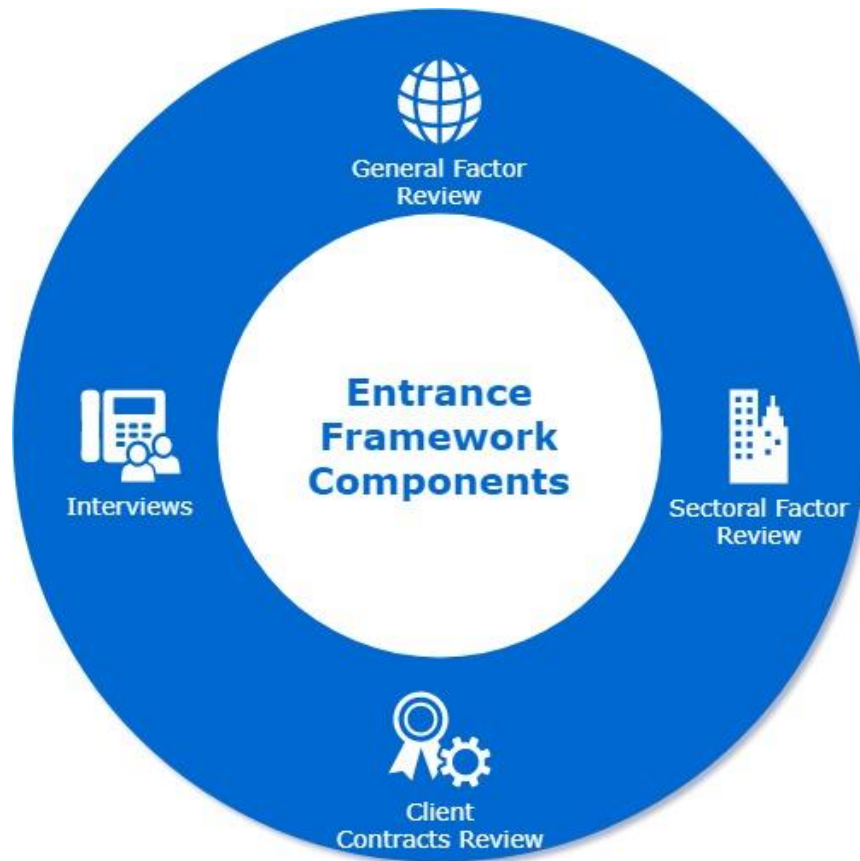 General Factor
Review
Entrance
Framework
Components
Interviews
Sectoral Factor
Review
Client
Contracts Review